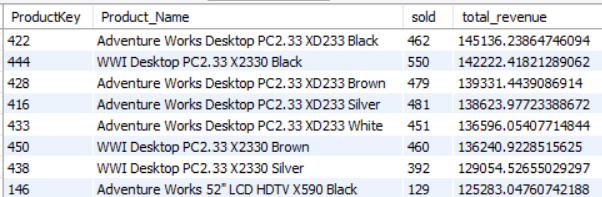 ProductKey Product_Name sold total_revenue
422 Adventure Works Desktop PC2.33 XD233 Black 462 145136.23864746094
444 WWI Desktop PC2.33 X2330 Black 550 142222.41821289062
428 Adventure Works Desktop PC2.33 XD233 Brown 479 139331.4439086914
416 Adventure Works Desktop PC2.33 XD233 Silver 481 138623.97723388672
433 Adventure Works Desktop PC2.33 XD233 White 451 136596.05407714844
450 WWI Desktop PC2.33 X2330 Brown 460 136240.9228515625
438 WWI Desktop PC2.33 X2330 Silver 392 129054.52655029297
146 Adventure Works 52" LCD HDTV X590 Black 129 125283.04760742188